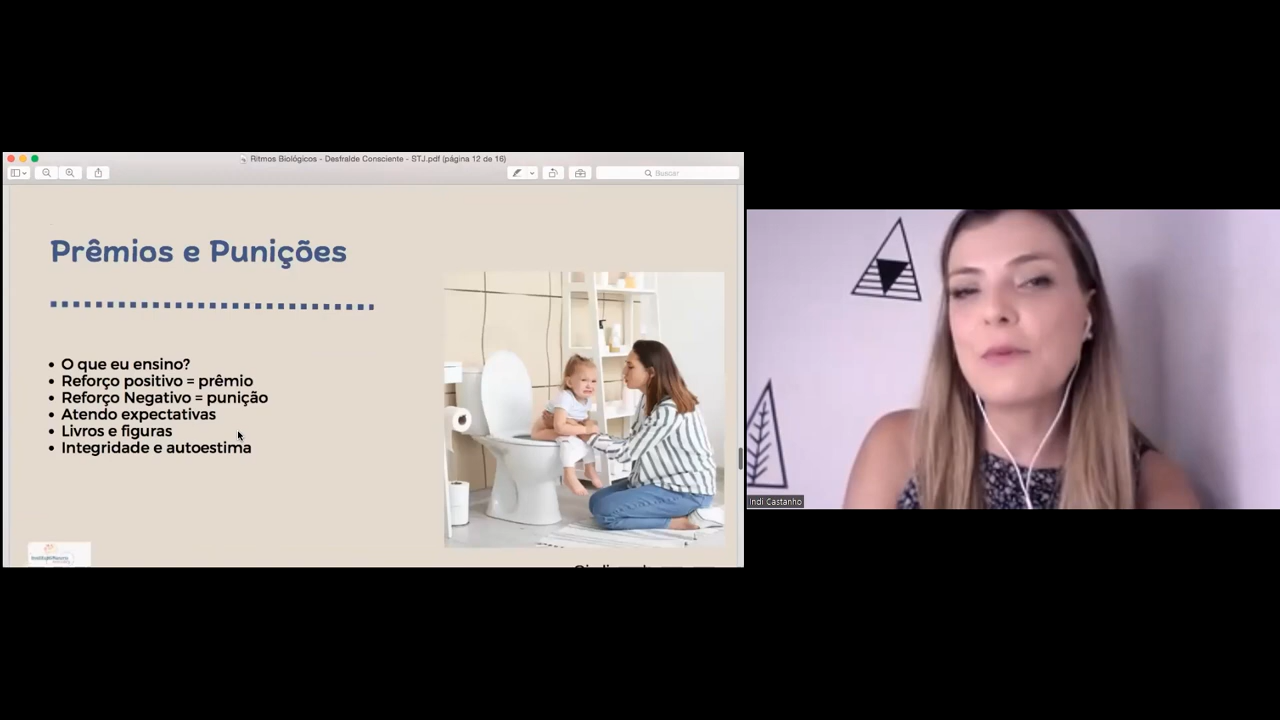 Ritmos Biológicos - Desfralde Consciente - STJ.pdf (página 12 de 16)
Buscar
Prêmios e Punições
• O que eu ensino?
• Reforço positivo = prêmio
• Reforço Negativo = punição
• Atendo expectativas
• Livros e figuras
• Integridade e autoestima
Indi Castanho